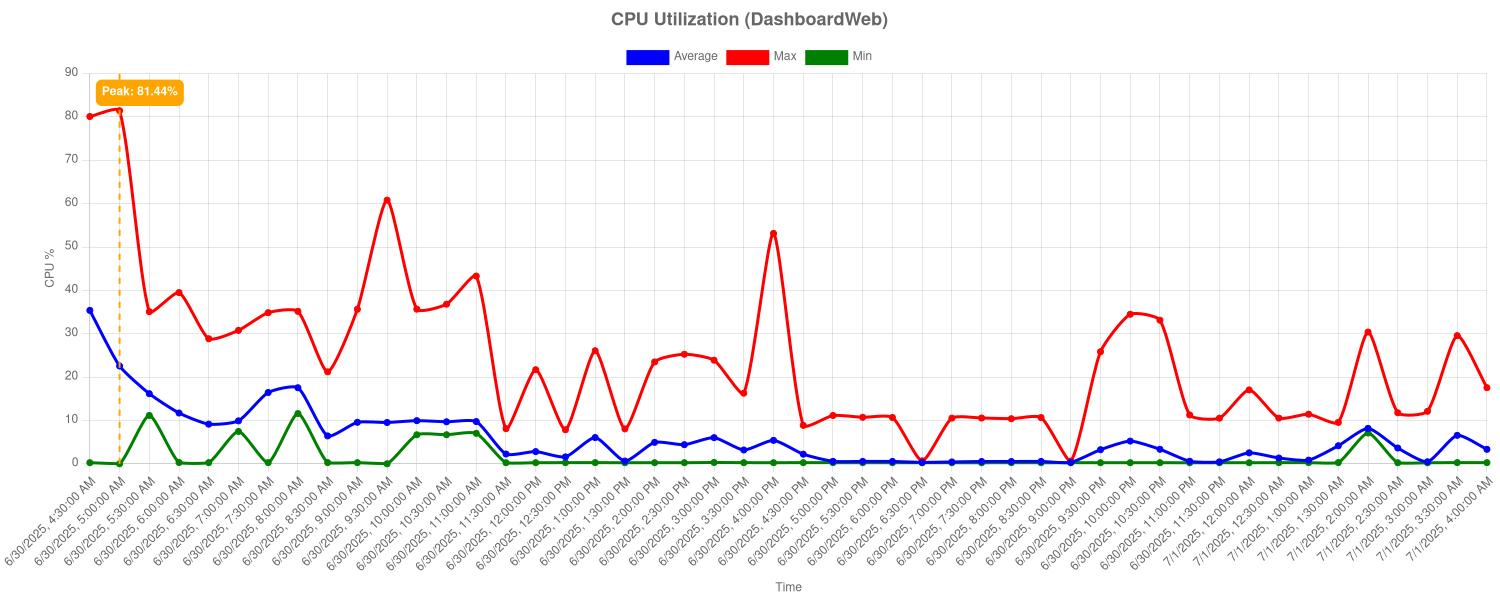 CPU Utilization (DashboardWeb)
Average Max Min
Peak: 81.44%
CPU %
90
80
70
60
50
40
30
20
10
0
6/30/2025, 4:30:00 AM
6/30/2025, 5:00:00 AM
6/30/2025, 5:30:00 AM
6/30/2025, 6:00:00 AM
6/30/2025, 6:30:00 AM
6/30/2025, 7:00:00 AM
6/30/2025, 7:30:00 AM
6/30/2025, 8:00:00 AM
6/30/2025, 8:30:00 AM
6/30/2025, 9:00:00 AM
6/30/2025, 9:30:00 AM
6/30/2025, 10:00:00 AM
6/30/2025, 10:30:00 AM
6/30/2025, 11:00:00 AM
6/30/2025, 11:30:00 AM
6/30/2025, 12:00:00 PM
6/30/2025, 12:30:00 PM
6/30/2025, 1:00:00 PM
6/30/2025, 1:30:00 PM
6/30/2025, 2:00:00 PM
6/30/2025, 2:30:00 PM
6/30/2025, 3:00:00 PM
6/30/2025, 3:30:00 PM
6/30/2025, 4:00:00 PM
6/30/2025, 4:30:00 PM
6/30/2025, 5:00:00 PM
6/30/2025, 5:30:00 PM
6/30/2025, 6:00:00 PM
6/30/2025, 6:30:00 PM
6/30/2025, 7:00:00 PM
6/30/2025, 7:30:00 PM
6/30/2025, 8:00:00 PM
6/30/2025, 8:30:00 PM
6/30/2025, 9:00:00 PM
6/30/2025, 9:30:00 PM
6/30/2025, 10:00:00 PM
6/30/2025, 10:30:00 PM
6/30/2025, 11:00:00 PM
6/30/2025, 11:30:00 PM
7/1/2025, 12:00:00 AM
7/1/2025, 12:30:00 AM
7/1/2025, 1:00:00 AM
7/1/2025, 1:30:00 AM
7/1/2025, 2:00:00 AM
7/1/2025, 2:30:00 AM
7/1/2025, 3:00:00 AM
7/1/2025, 3:30:00 AM
7/1/2025, 4:00:00 AM
Time